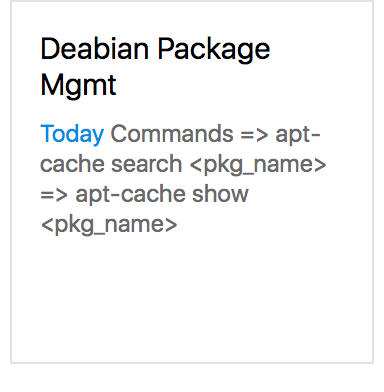 Deabian Package
Mgmt
Today Commands => apt-
cache search <pkg_name>
=> apt-cache show
<pkg_name>